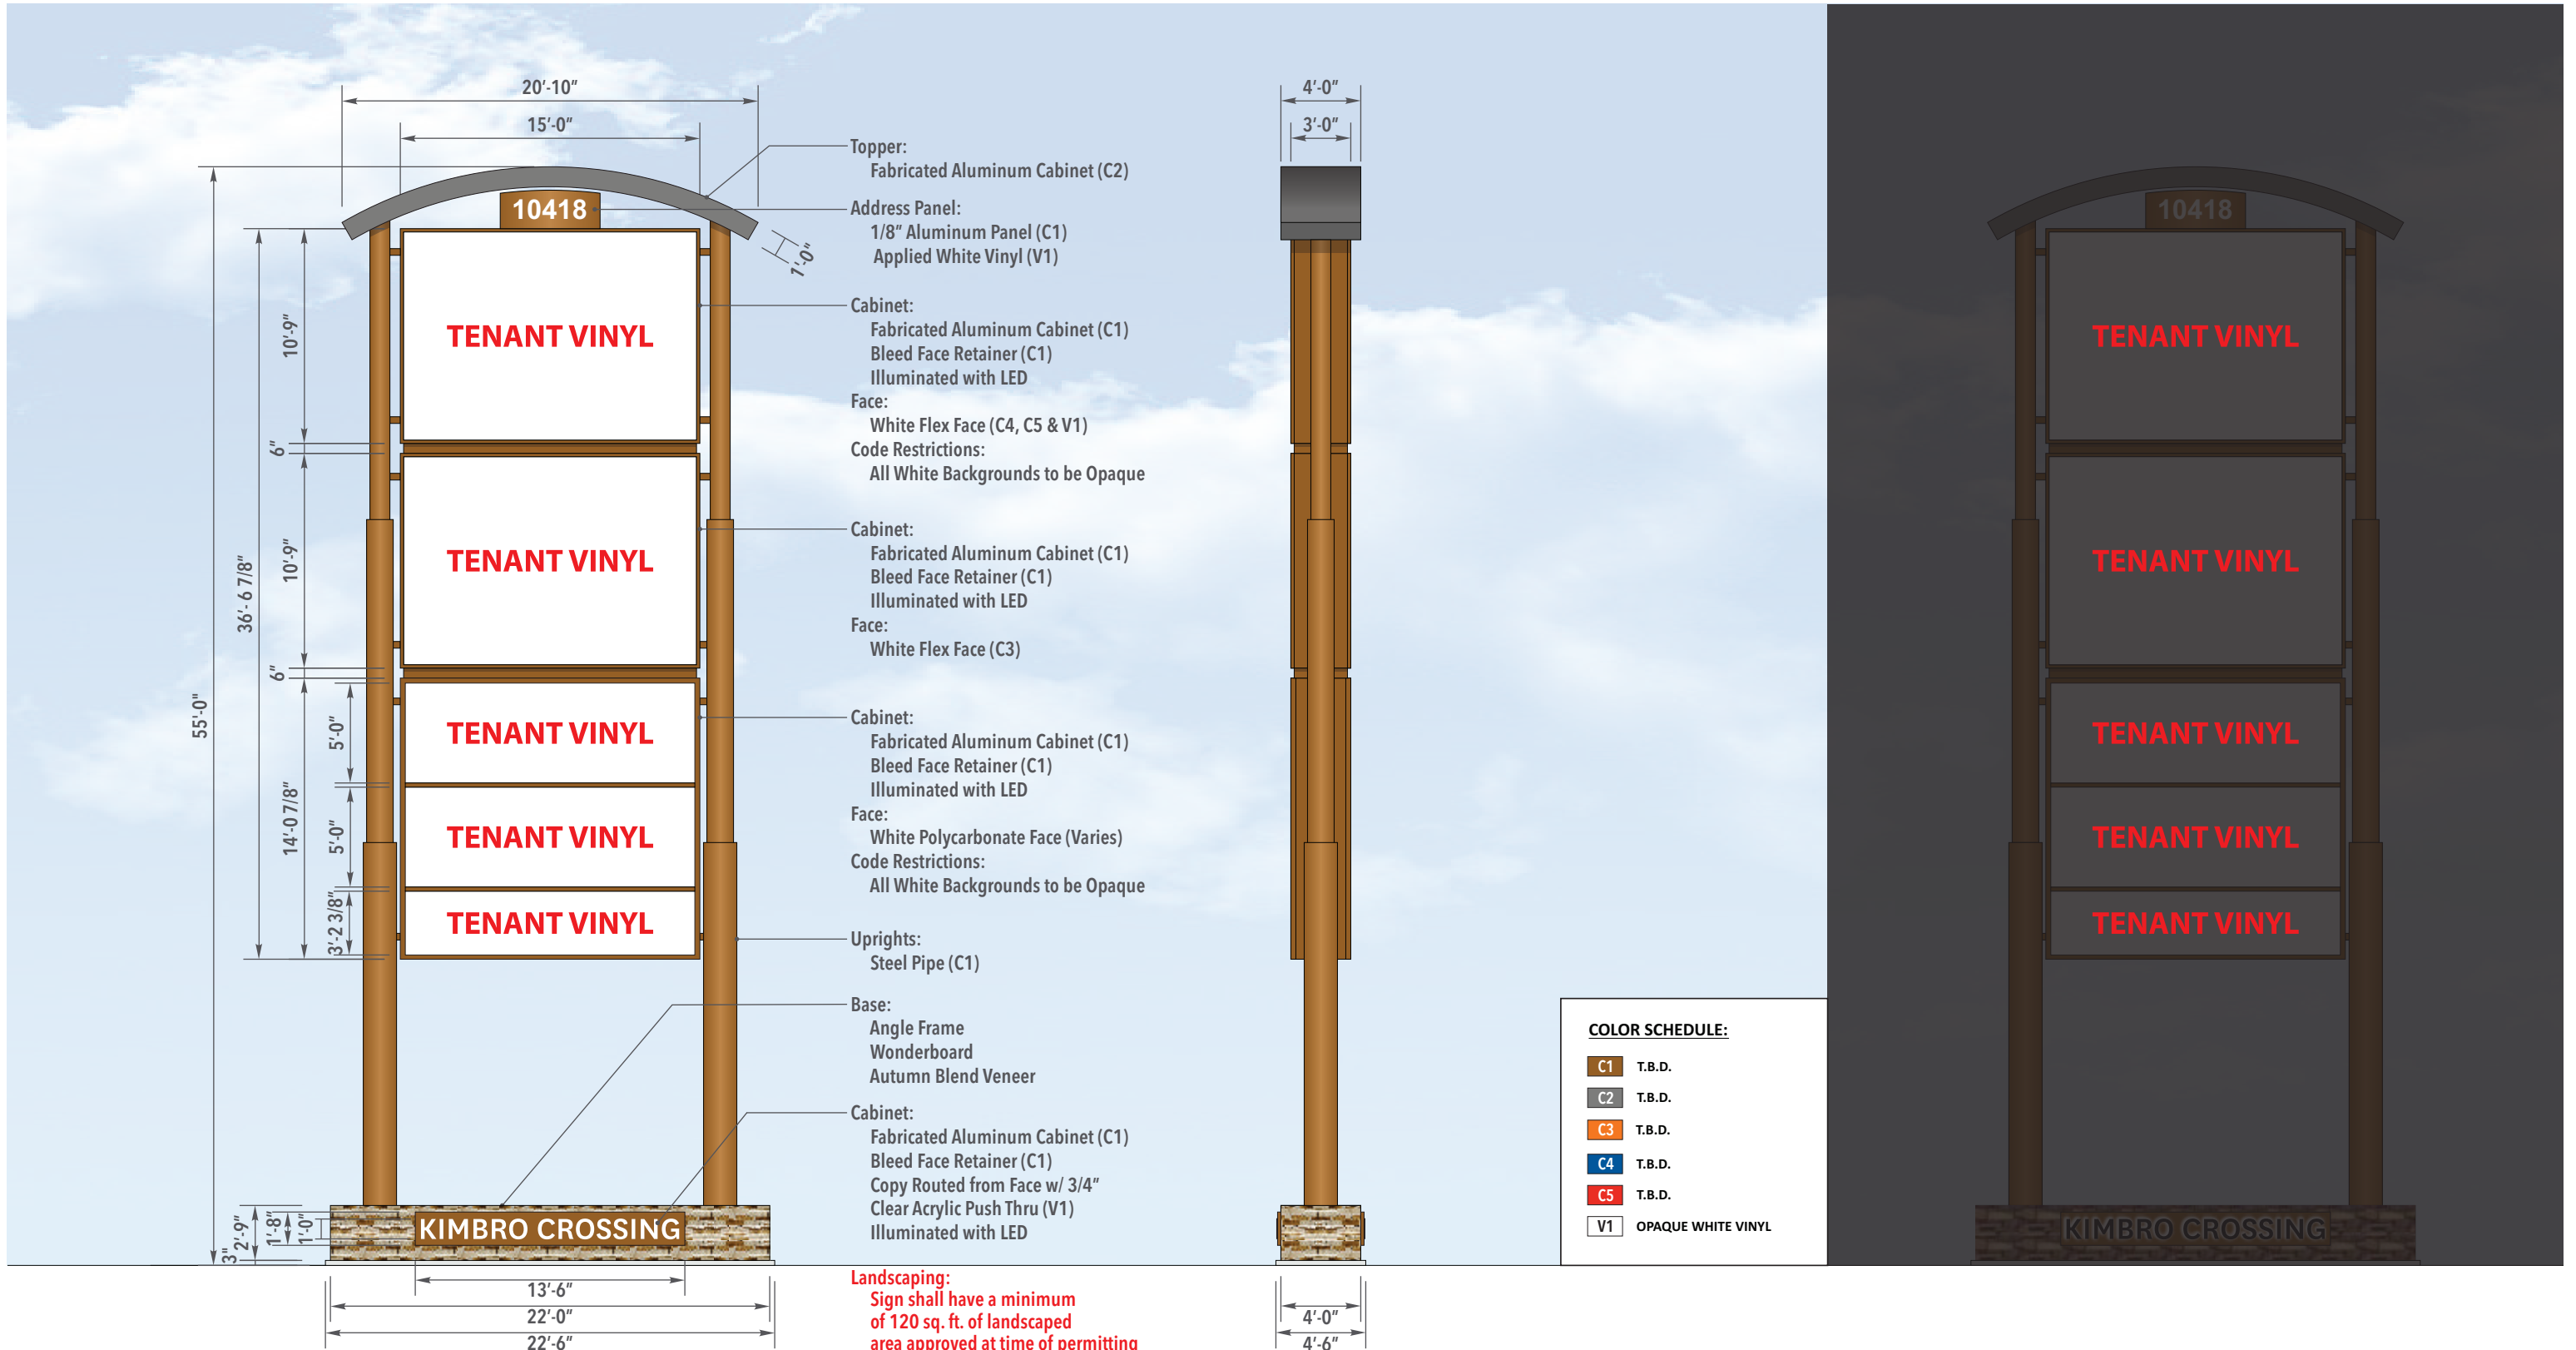 20'-10"
15'-0"
10418
1'-0"
10'-9"
6"
10'-9"
6"
36'- 6 7/8"
55'-0"
14'-0 7/8"
5'-0"
5'-0"
3'-2 3/8"
TENANT VINYL
TENANT VINYL
TENANT VINYL
TENANT VINYL
TENANT VINYL
KIMBRO CROSSING
3"
2'-9"
1'-8"
1'-0"
13'-6"
22'-0"
22'-6"
Topper:
Fabricated Aluminum Cabinet (C2)
Address Panel:
1/8" Aluminum Panel (C1)
Applied White Vinyl (V1)
Cabinet:
Fabricated Aluminum Cabinet (C1)
Bleed Face Retainer (C1)
Illuminated with LED
Face:
White Flex Face (C4, C5 & V1)
Code Restrictions:
All White Backgrounds to be Opaque
Cabinet:
Fabricated Aluminum Cabinet (C1)
Bleed Face Retainer (C1)
Illuminated with LED
Face:
White Flex Face (C3)
Cabinet:
Fabricated Aluminum Cabinet (C1)
Bleed Face Retainer (C1)
Illuminated with LED
Face:
White Polycarbonate Face (Varies)
Code Restrictions:
All White Backgrounds to be Opaque
Uprights:
Steel Pipe (C1)
Base:
Angle Frame
Wonderboard
Autumn Blend Veneer
Cabinet:
Fabricated Aluminum Cabinet (C1)
Bleed Face Retainer (C1)
Copy Routed from Face w/ 3/4"
Clear Acrylic Push Thru (V1)
Illuminated with LED
Landscaping:
Sign shall have a minimum
of 120 sq. ft. of landscaped
area approved at time of permitting
4'-0"
3'-0"
4'-0"
4'-6"
COLOR SCHEDULE:
C1 T.B.D.
C2 T.B.D.
C3 T.B.D.
C4 T.B.D.
C5 T.B.D.
V1 OPAQUE WHITE VINYL
10418
TENANT VINYL
TENANT VINYL
TENANT VINYL
TENANT VINYL
TENANT VINYL
KIMBRO CROSSING